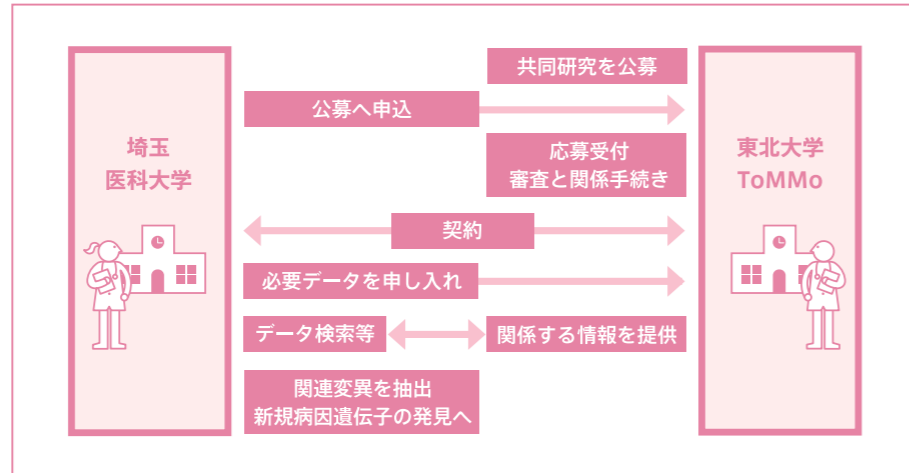 埼玉
医科大学
共同研究を公募
公募へ申込
応募受付
審査と関係手続き
契約
必要データを申し入れ
データ検索等
関係する情報を提供
関連変異を抽出
新規病因遺伝子の発見へ
東北大学
ToMMo